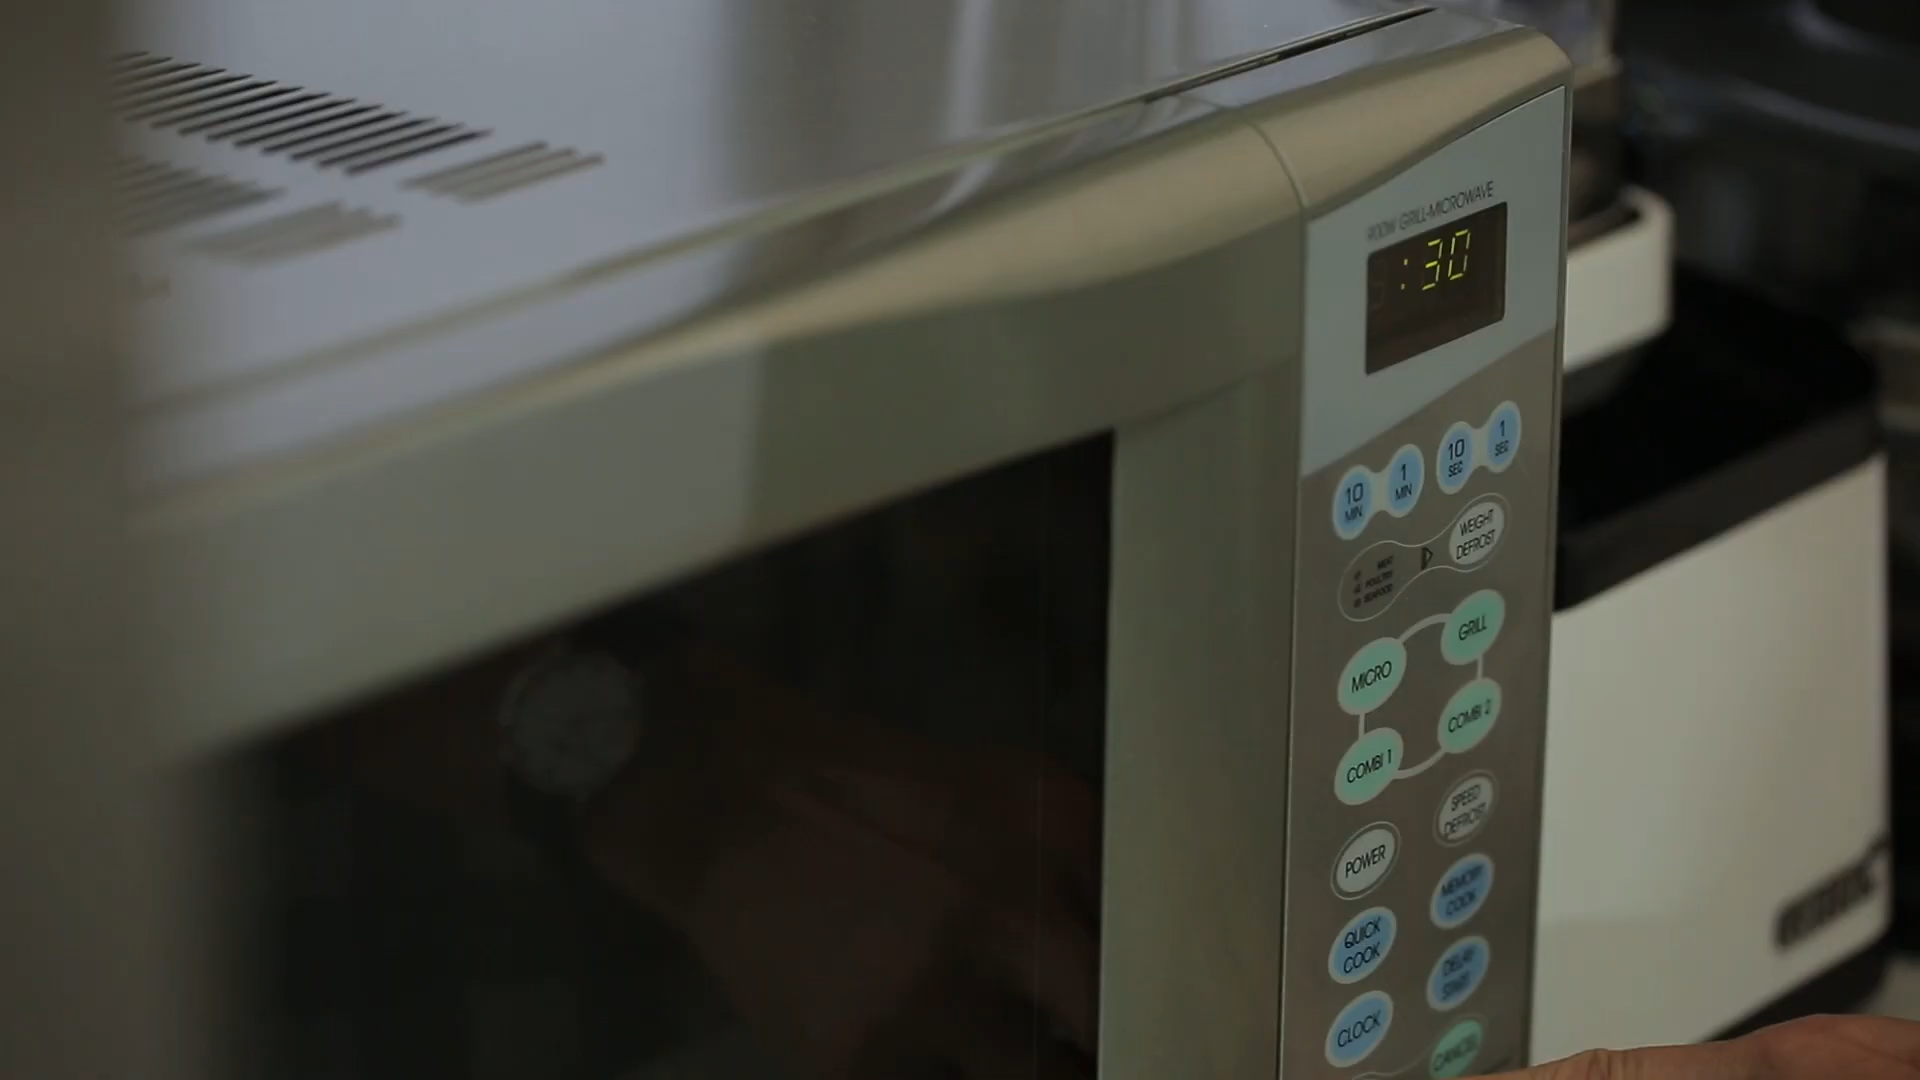 900W GRILL-MICROWAVE
:30
10 MIN
1 MIN
10 SEC
1 SEC
WEIGHT
DEFROST
MEAT
POULTRY
SEAFOOD
GRILL
MICRO
COMBI 2
COMBI 1
SPEED
DEFROST
POWER
MEMORY
COOK
QUICK
COOK
DELAY
START
CLOCK
CANCEL